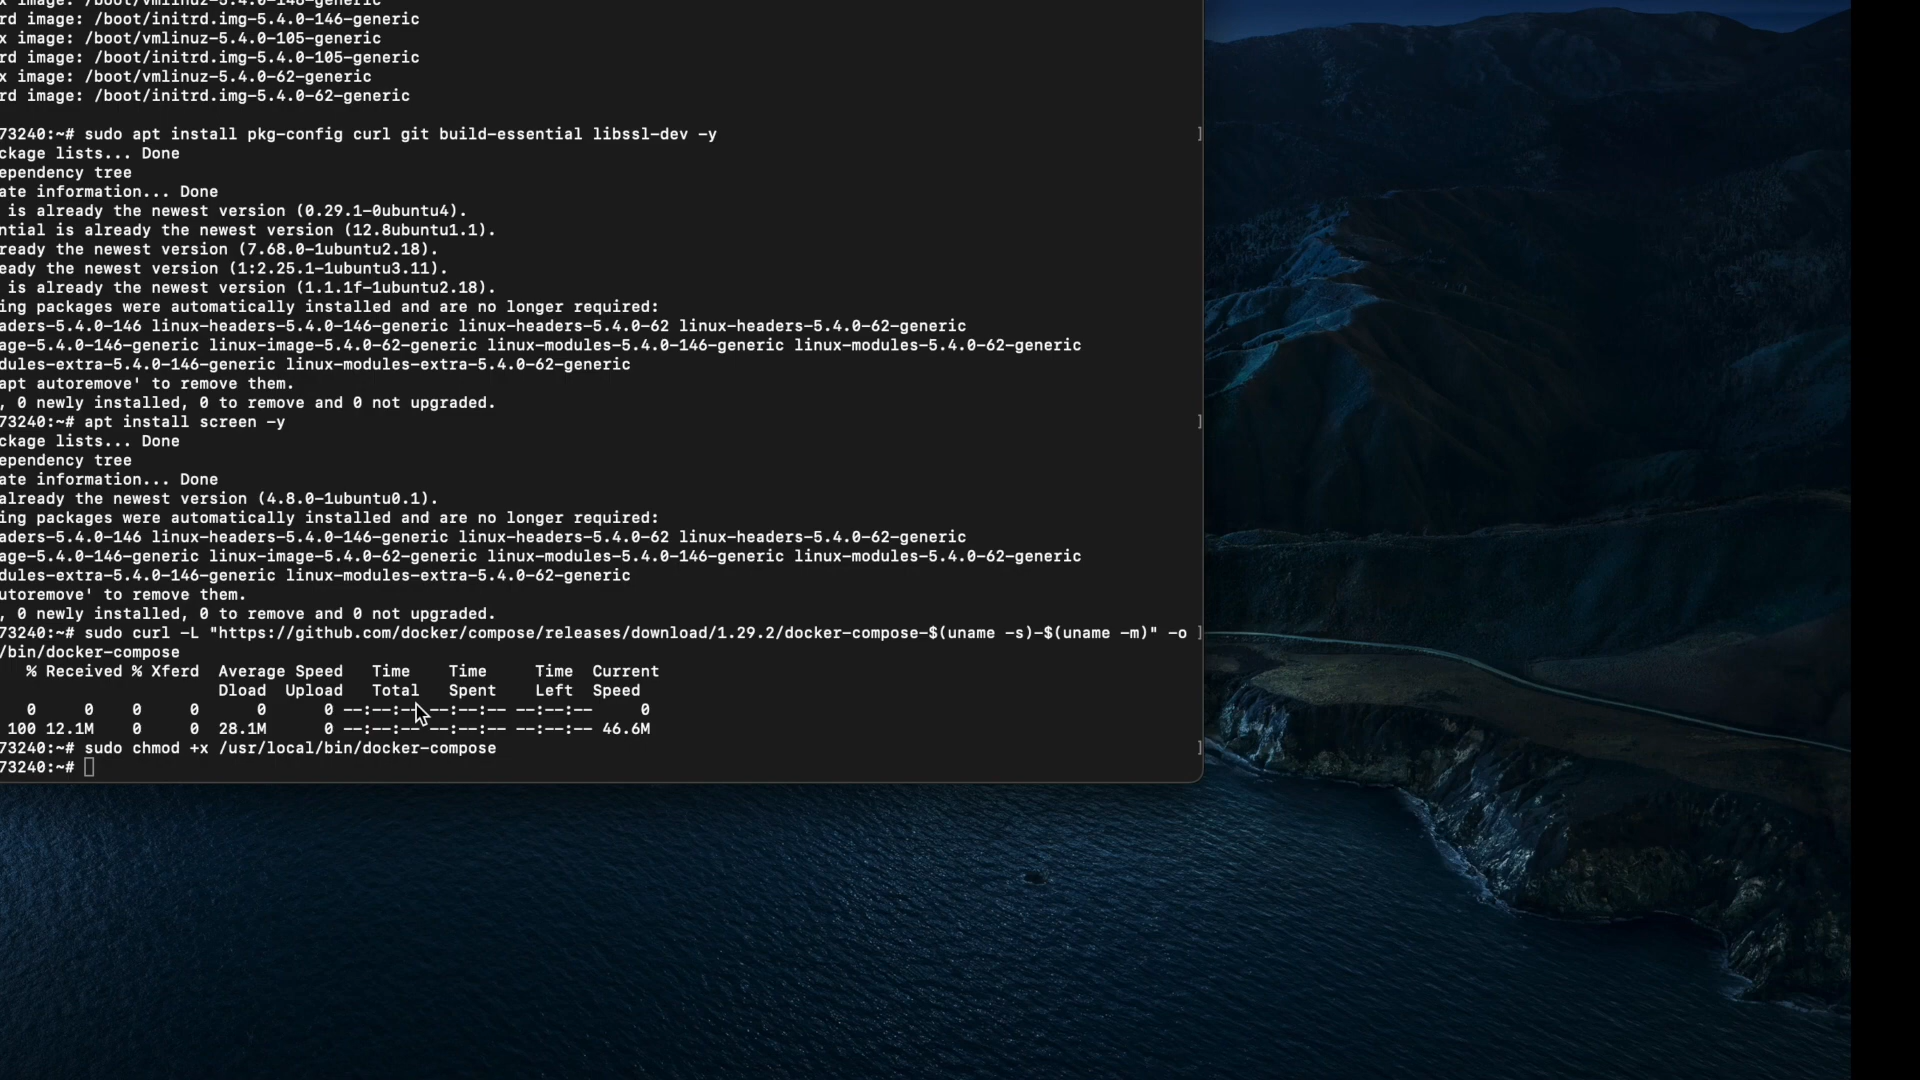 x image: /boot/vmlinuz-5.4.0-146-generic
rd image: /boot/initrd.img-5.4.0-146-generic
x image: /boot/vmlinuz-5.4.0-105-generic
rd image: /boot/initrd.img-5.4.0-105-generic
x image: /boot/vmlinuz-5.4.0-62-generic
rd image: /boot/initrd.img-5.4.0-62-generic
73240:~# sudo apt install pkg-config curl git build-essential libssl-dev -y ]
ckage lists... Done
ependency tree
ate information... Done
is already the newest version (0.29.1-0ubuntu4).
ntial is already the newest version (12.8ubuntu1.1).
ready the newest version (7.68.0-1ubuntu2.18).
eady the newest version (1:2.25.1-1ubuntu3.11).
is already the newest version (1.1.1f-1ubuntu2.18).
ing packages were automatically installed and are no longer required:
aders-5.4.0-146 linux-headers-5.4.0-146-generic linux-headers-5.4.0-62 linux-headers-5.4.0-62-generic
age-5.4.0-146-generic linux-image-5.4.0-62-generic linux-modules-5.4.0-146-generic linux-modules-5.4.0-62-generic
dules-extra-5.4.0-146-generic linux-modules-extra-5.4.0-62-generic
apt autoremove' to remove them.
, 0 newly installed, 0 to remove and 0 not upgraded.
73240:~# apt install screen -y ]
ckage lists... Done
ependency tree
ate information... Done
already the newest version (4.8.0-1ubuntu0.1).
ing packages were automatically installed and are no longer required:
aders-5.4.0-146 linux-headers-5.4.0-146-generic linux-headers-5.4.0-62 linux-headers-5.4.0-62-generic
age-5.4.0-146-generic linux-image-5.4.0-62-generic linux-modules-5.4.0-146-generic linux-modules-5.4.0-62-generic
dules-extra-5.4.0-146-generic linux-modules-extra-5.4.0-62-generic
utoremove' to remove them.
, 0 newly installed, 0 to remove and 0 not upgraded.
73240:~# sudo curl -L "https://github.com/docker/compose/releases/download/1.29.2/docker-compose-$(uname -s)-$(uname -m)" -o ]
/bin/docker-compose
% Received % Xferd Average Speed Time Time Time Current
Dload Upload Total Spent Left Speed
0 0 0 0 0 0 --:--:-- --:--:-- --:--:-- 0
100 12.1M 0 0 28.1M 0 --:--:-- --:--:-- --:--:-- 46.6M
73240:~# sudo chmod +x /usr/local/bin/docker-compose ]
73240:~#